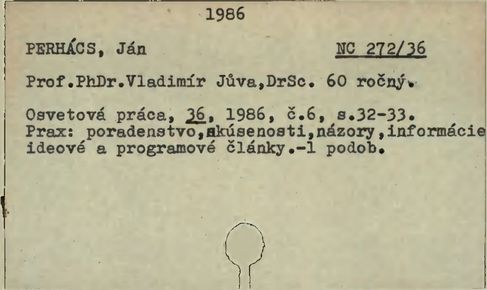 1986
PERHÁCS, Ján NC 272/36
Prof.PhDr.Vladimír Jůva,DrSc. 60 ročný.
Osvetová práca, 36, 1986, č.6, s.32-33.
Prax: poradenstvo,skúsenosti,názory,informácie
ideové a programové články.-1 podob.